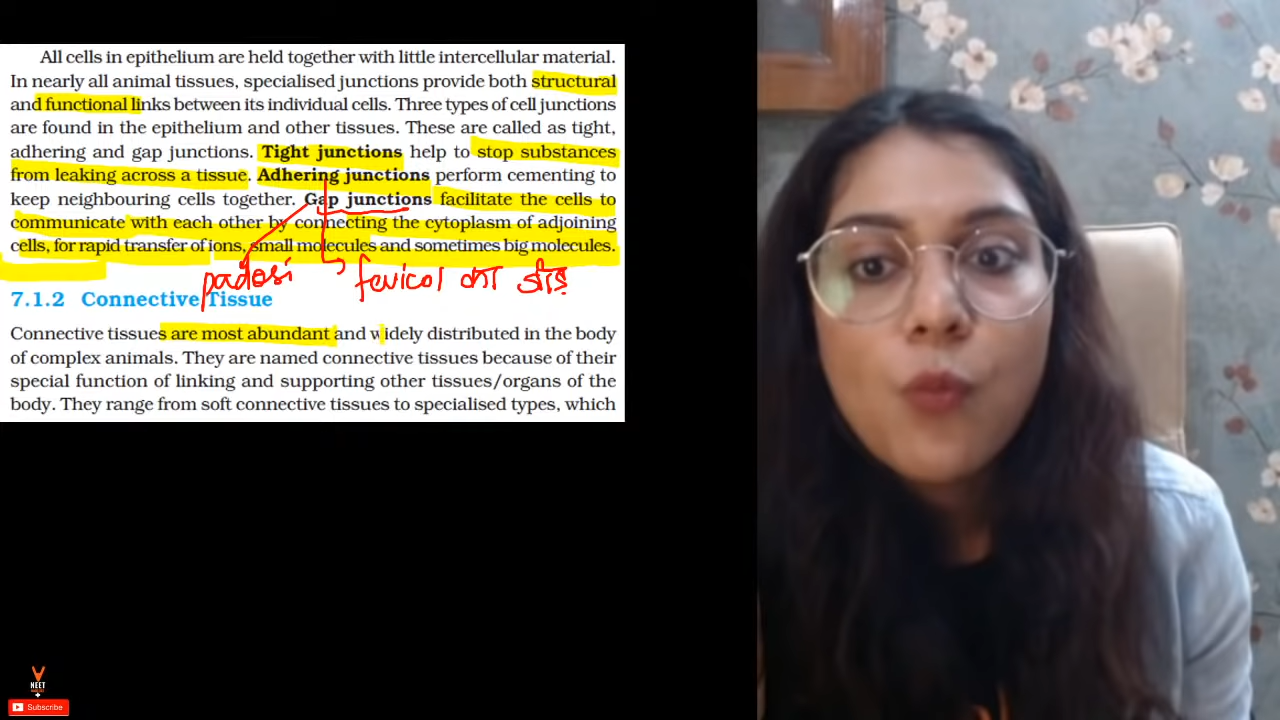 All cells in epithelium are held together with little intercellular material.
In nearly all animal tissues, specialised junctions provide both structural
and functional links between its individual cells. Three types of cell junctions
are found in the epithelium and other tissues. These are called as tight,
adhering and gap junctions. Tight junctions help to stop substances
from leaking across a tissue. Adhering junctions perform cementing to
keep neighbouring cells together. Gap junctions facilitate the cells to
communicate with each other by connecting the cytoplasm of adjoining
cells, for rapid transfer of ions, small molecules and sometimes big molecules.
padosi fevicol का जोड़
7.1.2 Connective Tissue
Connective tissues are most abundant and widely distributed in the body
of complex animals. They are named connective tissues because of their
special function of linking and supporting other tissues/organs of the
body. They range from soft connective tissues to specialised types, which
NEET
Subscribe